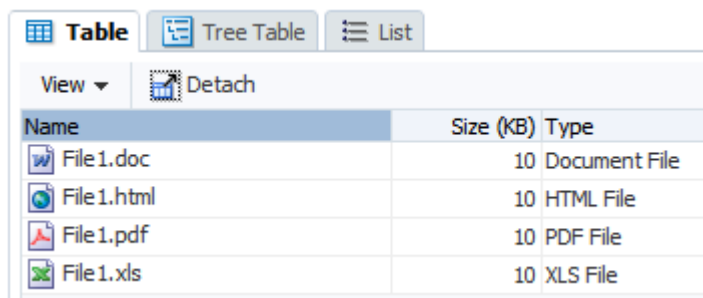 Table Tree Table List
View Detach
Name Size (KB) Type
File1.doc 10 Document File
File1.html 10 HTML File
File1.pdf 10 PDF File
File1.xls 10 XLS File